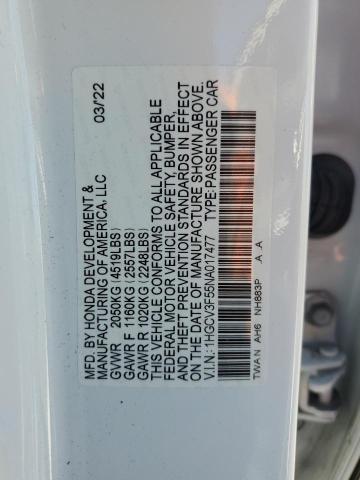 MFD. BY HONDA DEVELOPMENT & 03/22
MANUFACTURING OF AMERICA, LLC
GVWR 2050KG (4519LBS)
GAWR F 1160KG (2557LBS)
GAWR R 1020KG (2248LBS)
THIS VEHICLE CONFORMS TO ALL APPLICABLE
FEDERAL MOTOR VEHICLE SAFETY, BUMPER,
AND THEFT PREVENTION STANDARDS IN EFFECT
ON THE DATE OF MANUFACTURE SHOWN ABOVE.
V.I.N.: 1HGCV3F55NA017477 TYPE: PASSENGER CAR
TWAN AH6 NH883P A A